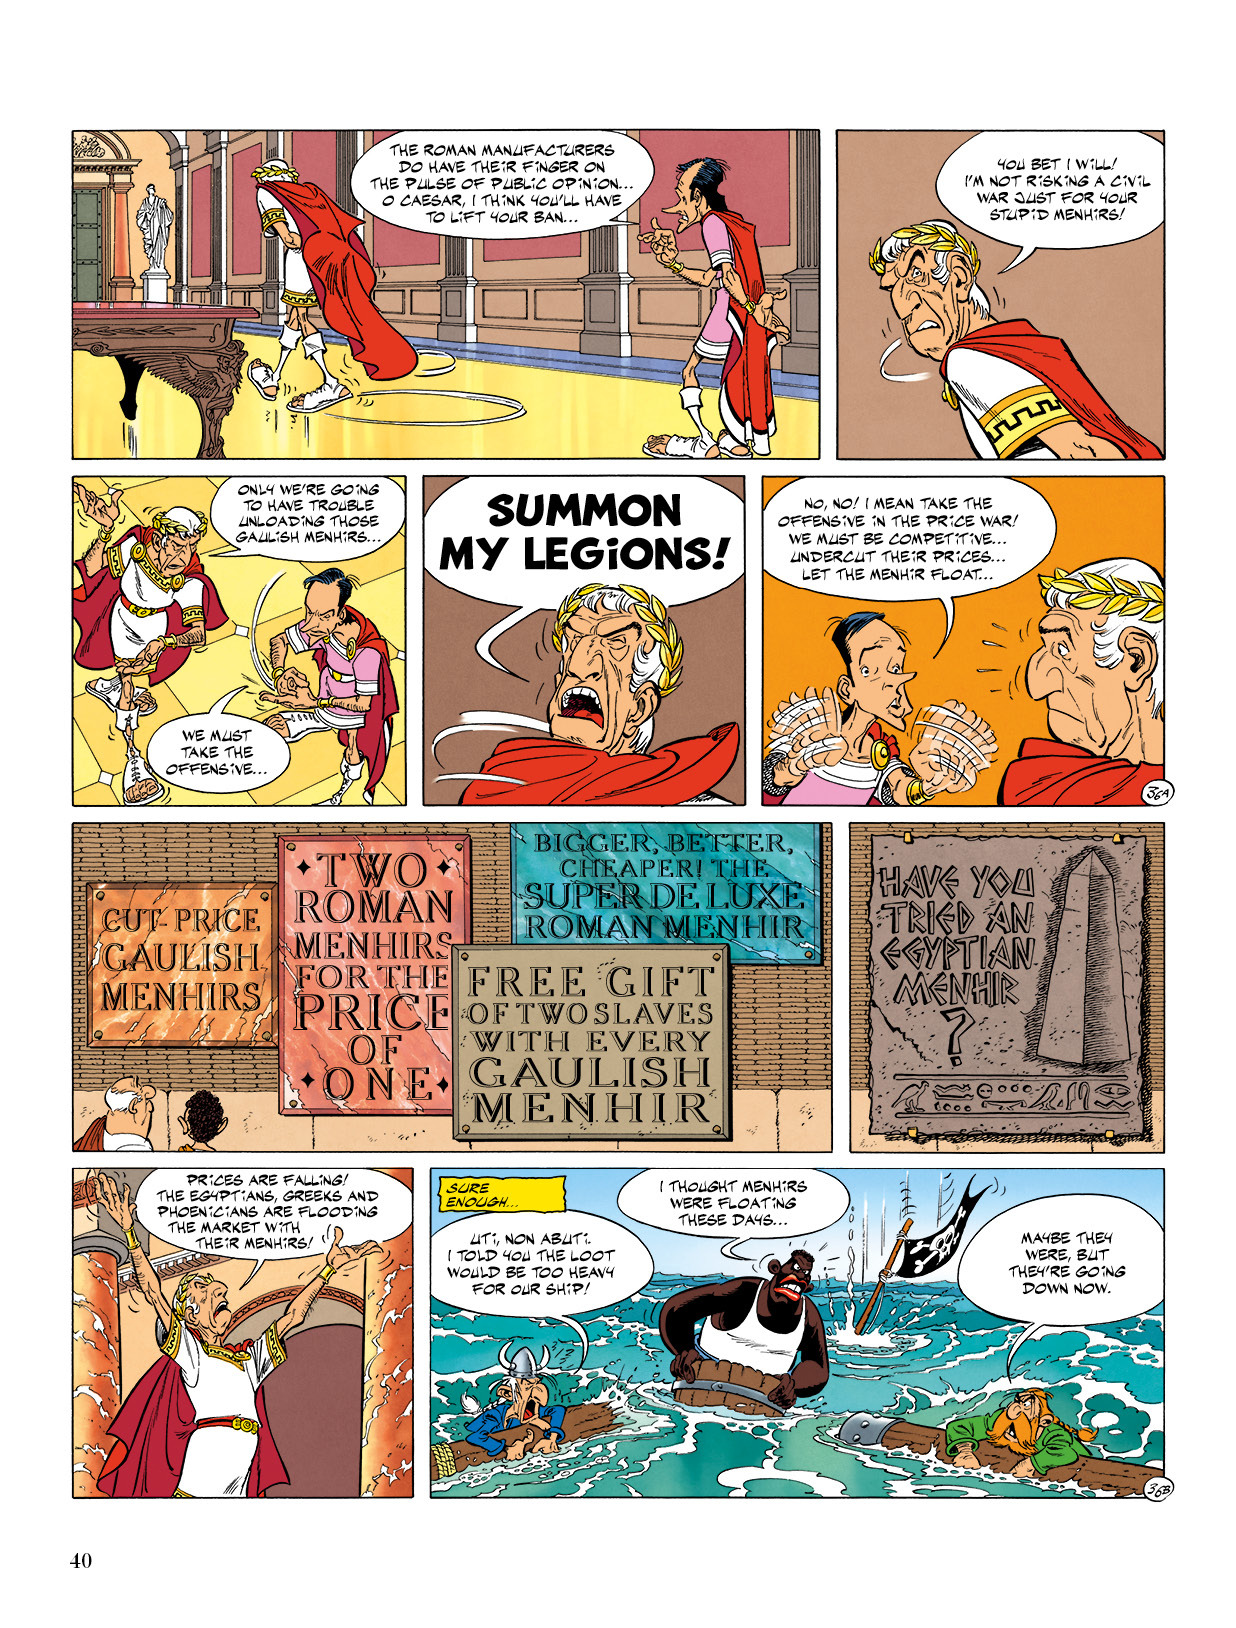 THE ROMAN MANUFACTURERS
DO HAVE THEIR FINGER ON
THE PULSE OF PUBLIC OPINION...
O CAESAR, I THINK YOU'LL HAVE
TO LIFT YOUR BAN...
YOU BET I WILL!
I'M NOT RISKING A CIVIL
WAR JUST FOR YOUR
STUPID MENHIRS!
ONLY WE'RE GOING
TO HAVE TROUBLE
UNLOADING THOSE
GAULISH MENHIRS...
WE MUST
TAKE THE
OFFENSIVE...
SUMMON
MY LEGIONS!
NO, NO! I MEAN TAKE THE
OFFENSIVE IN THE PRICE WAR!
WE MUST BE COMPETITIVE...
UNDERCUT THEIR PRICES...
LET THE MENHIR FLOAT...
36A
CUT-PRICE
GAULISH
MENHIRS
TWO
ROMAN
MENHIRS
FOR THE
PRICE
OF
ONE
BIGGER, BETTER,
CHEAPER! THE
SUPER DE LUXE
ROMAN MENHIR
FREE GIFT
OF TWO SLAVES
WITH EVERY
GAULISH
MENHIR
HAVE YOU
TRIED AN
EGYPTIAN
MENHIR
?
PRICES ARE FALLING!
THE EGYPTIANS, GREEKS AND
PHOENICIANS ARE FLOODING
THE MARKET WITH
THEIR MENHIRS!
SURE
ENOUGH...
UTI, NON ABUTI.
I TOLD YOU THE LOOT
WOULD BE TOO HEAVY
FOR OUR SHIP!
I THOUGHT MENHIRS
WERE FLOATING
THESE DAYS...
MAYBE THEY
WERE, BUT
THEY'RE GOING
DOWN NOW.
36B
40